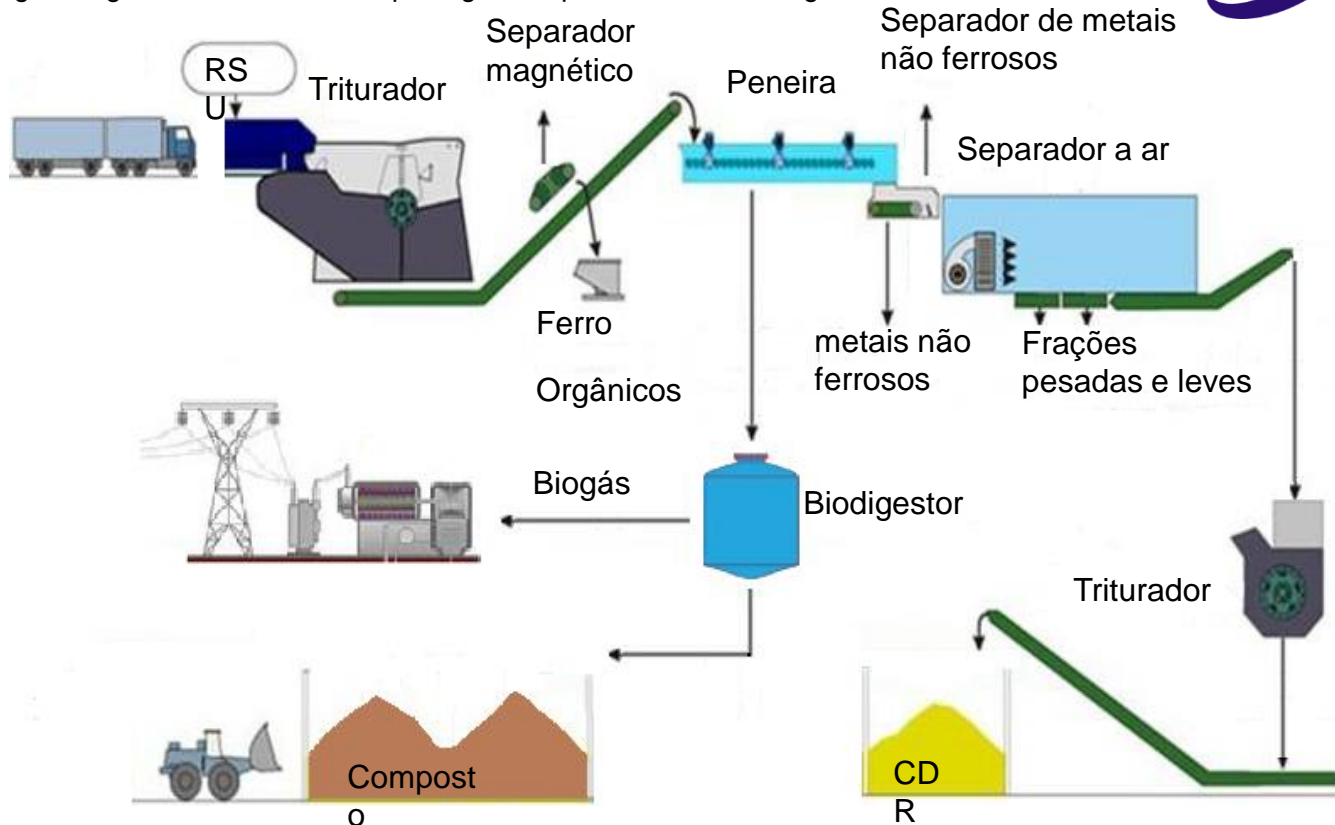 RS
U
Triturador
Separador
magnético
Peneira
Separador de metais
não ferrosos
Separador a ar
Ferro
metais não
ferrosos
Frações
pesadas e leves
Orgânicos
Biogás
Biodigestor
Triturador
Compost
o
CD
R